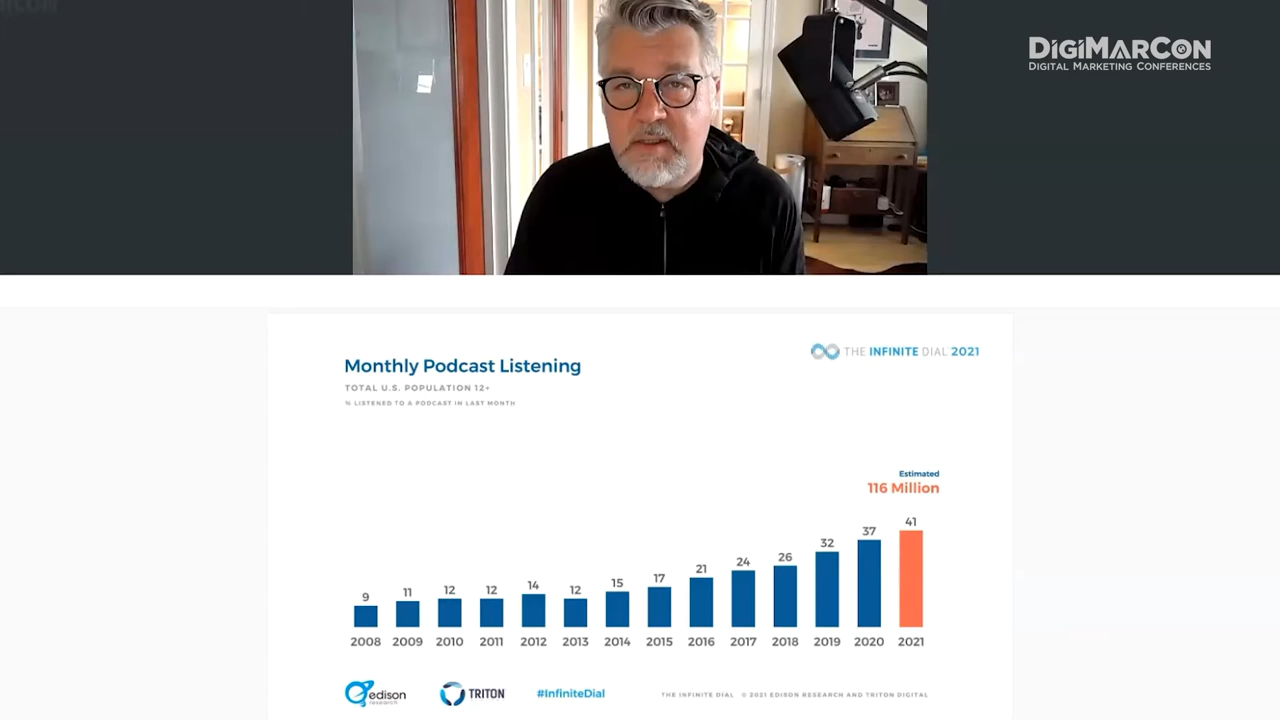 DIGIMARCON
DIGITAL MARKETING CONFERENCES
THE INFINITE DIAL 2021
Monthly Podcast Listening
TOTAL U.S. POPULATION 12+
% LISTENED TO A PODCAST IN LAST MONTH
Estimated
116 Million
9 11 12 12 14 12 15 17 21 24 26 32 37 41
2008 2009 2010 2011 2012 2013 2014 2015 2016 2017 2018 2019 2020 2021
edison
research
TRITON
#InfiniteDial
THE INFINITE DIAL © 2021 EDISON RESEARCH AND TRITON DIGITAL